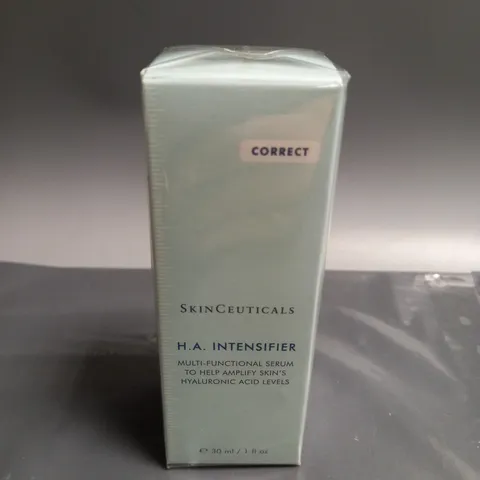 CORRECT
SKINCEUTICALS
H.A. INTENSIFIER
MULTI-FUNCTIONAL SERUM
TO HELP AMPLIFY SKIN'S
HYALURONIC ACID LEVELS
℮ 30 ml / 1 fl oz